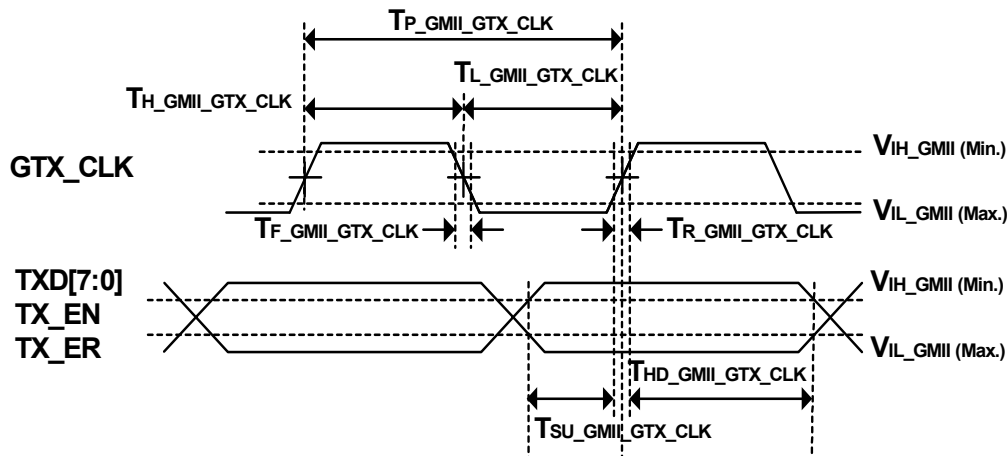 TP_GMII_GTX_CLK
TL_GMII_GTX_CLK
TH_GMII_GTX_CLK
GTX_CLK
VIH_GMII (Min.)
VIL_GMII (Max.)
TF_GMII_GTX_CLK
TR_GMII_GTX_CLK
TXD[7:0]
TX_EN
TX_ER
VIH_GMII (Min.)
VIL_GMII (Max.)
THD_GMII_GTX_CLK
TSU_GMII_GTX_CLK